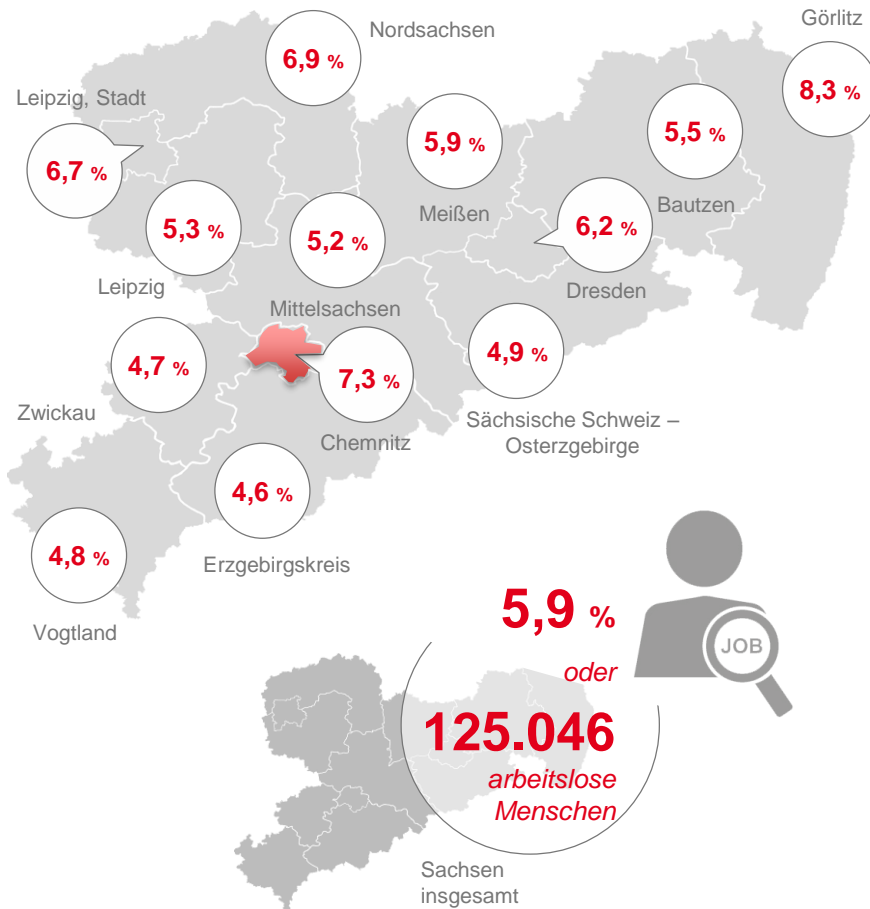 Nordsachsen
6,9 %
Görlitz
8,3 %
Leipzig, Stadt
6,7 %
5,9 %
Meißen
5,5 %
Bautzen
5,3 %
Leipzig
5,2 %
Mittelsachsen
6,2 %
Dresden
4,7 %
Zwickau
7,3 %
Chemnitz
4,9 %
Sächsische Schweiz –
Osterzgebirge
4,6 %
Erzgebirgskreis
4,8 %
Vogtland
5,9 %
oder
125.046
arbeitslose
Menschen
JOB
Sachsen
insgesamt